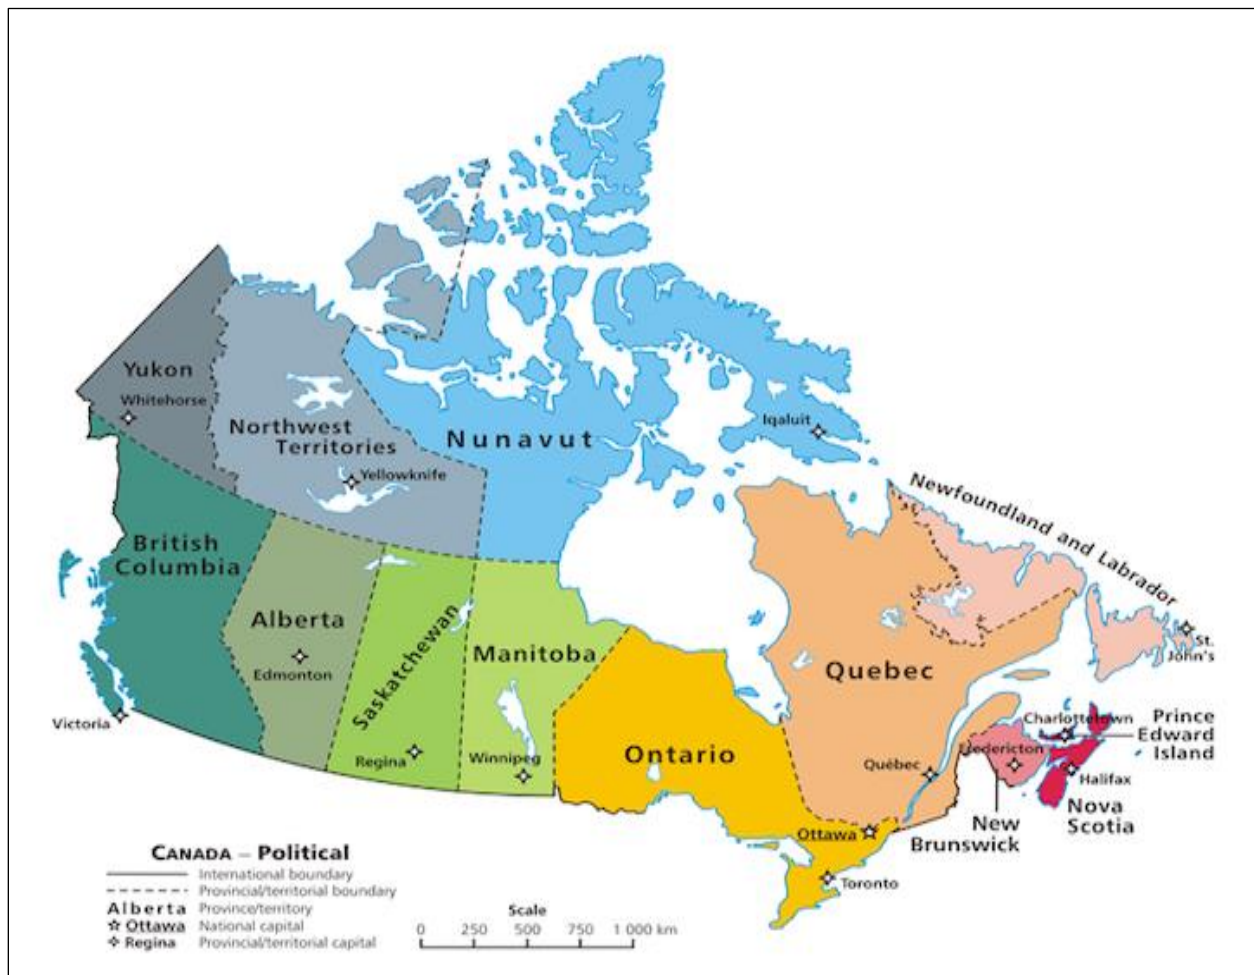 Yukon
Whitehorse
Northwest
Territories
Yellowknife
Nunavut
Iqaluit
British
Columbia
Victoria
Alberta
Edmonton
Saskatchewan
Regina
Manitoba
Winnipeg
Ontario
Ottawa
Toronto
Quebec
Québec
Newfoundland and Labrador
St.
John's
Charlottetown
Prince
Edward
Island
Fredericton
Halifax
Nova
Scotia
New
Brunswick
CANADA – Political
International boundary
Provincial/territorial boundary
Alberta Province/territory
Ottawa National capital
Regina Provincial/territorial capital
Scale
0 250 500 750 1 000 km